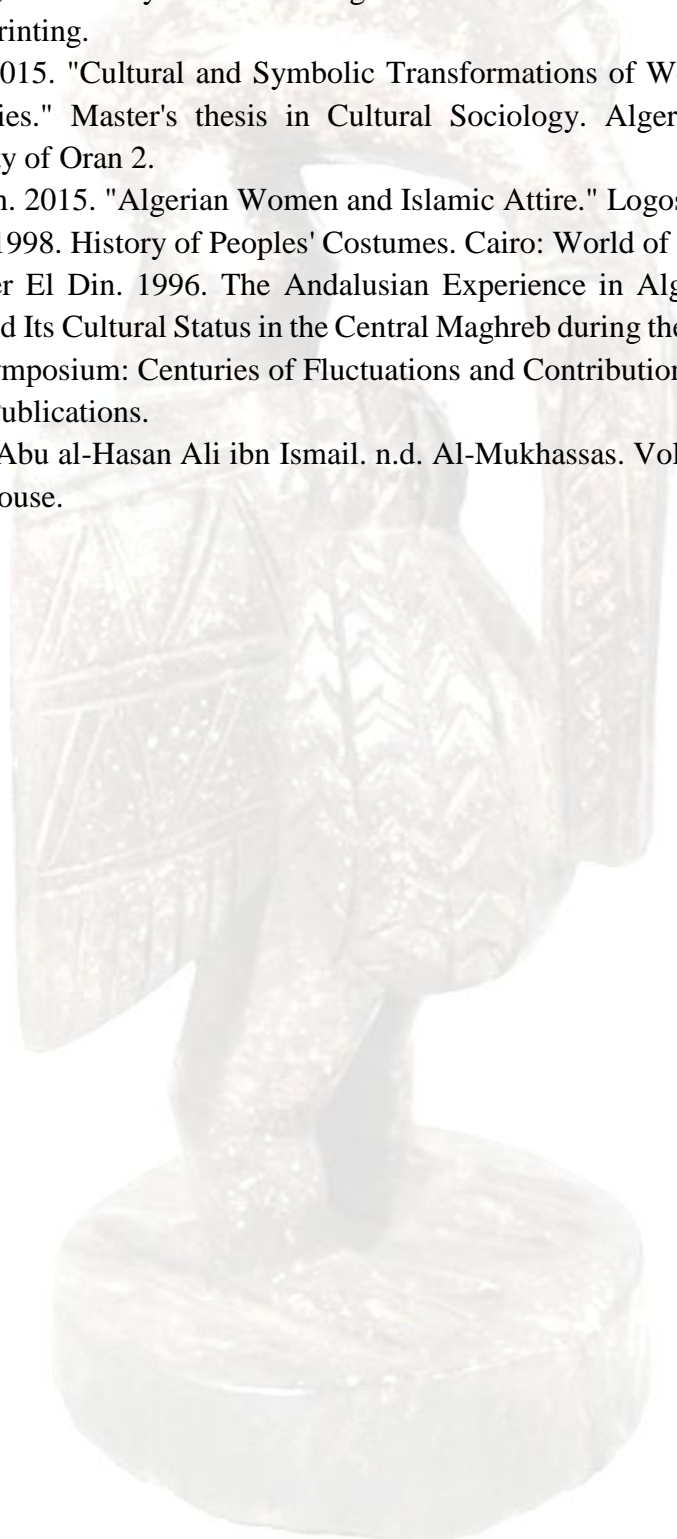 rinting.
015. "Cultural and Symbolic Transformations of W
ies." Master's thesis in Cultural Sociology. Alger
y of Oran 2.
n. 2015. "Algerian Women and Islamic Attire." Logos
1998. History of Peoples' Costumes. Cairo: World of
er El Din. 1996. The Andalusian Experience in Alg
d Its Cultural Status in the Central Maghreb during the
ymposium: Centuries of Fluctuations and Contribution
Publications.
Abu al-Hasan Ali ibn Ismail. n.d. Al-Mukhassas. Vol
ouse.